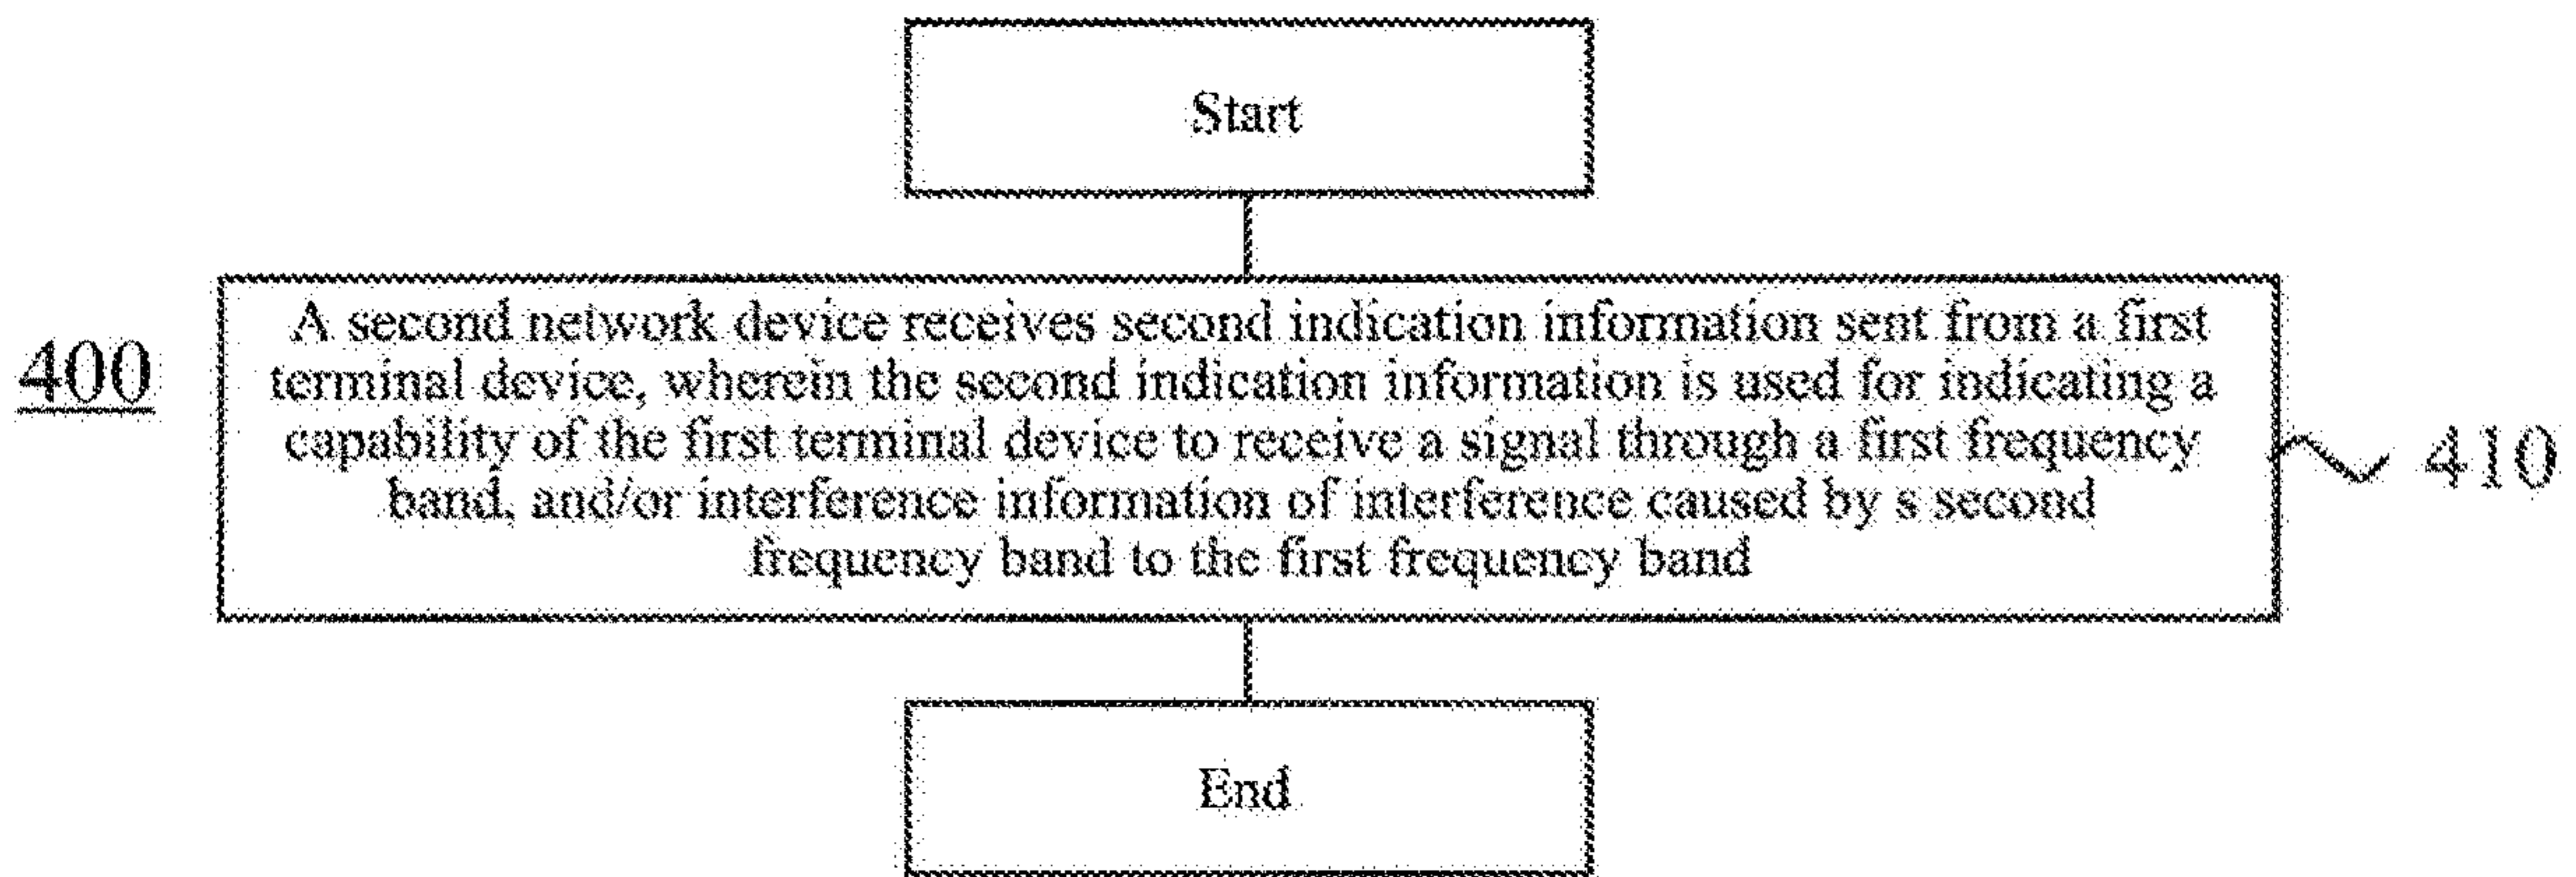 Start
400
A second network device receives second indication information sent from a first
terminal device, wherein the second indication information is used for indicating a
capability of the first terminal device to receive a signal through a first frequency
band, and/or interference information of interference caused by s second
frequency band to the first frequency band
410
End